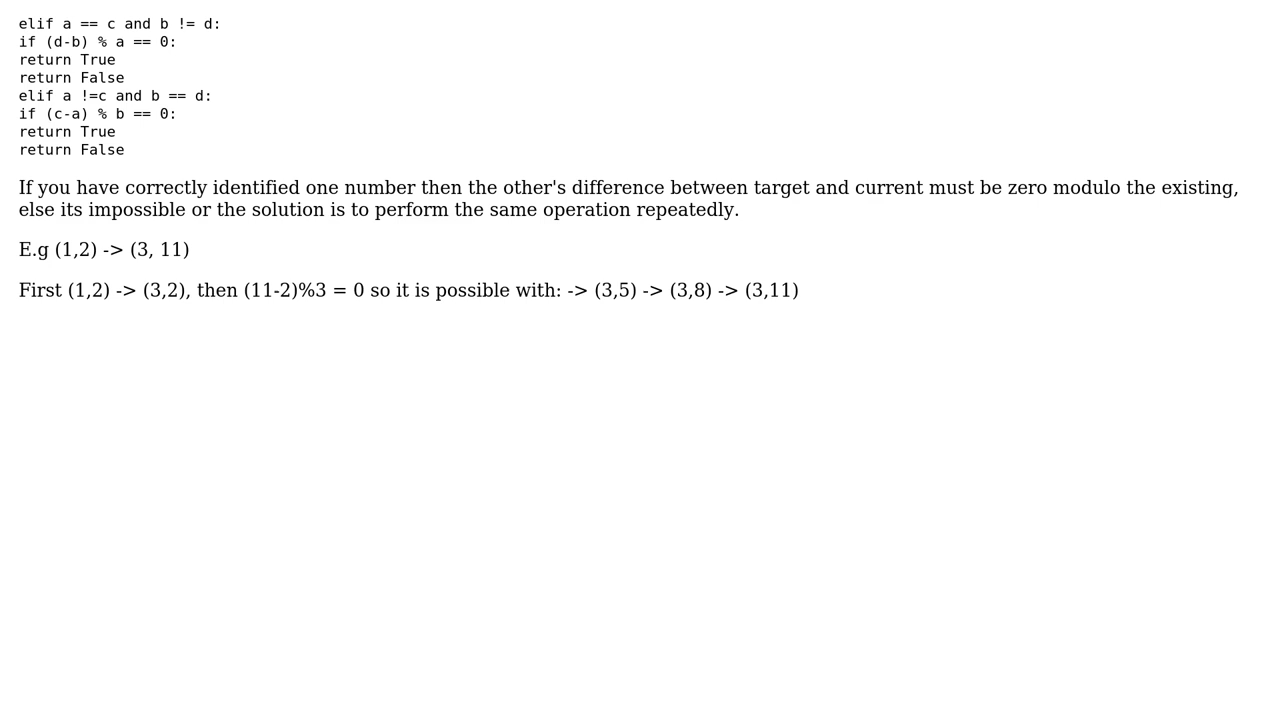 elif a == c and b != d:
if (d-b) % a == 0:
return True
return False
elif a !=c and b == d:
if (c-a) % b == 0:
return True
return False
If you have correctly identified one number then the other's difference between target and current must be zero modulo the existing,
else its impossible or the solution is to perform the same operation repeatedly.
E.g (1,2) -> (3, 11)
First (1,2) -> (3,2), then (11-2)%3 = 0 so it is possible with: -> (3,5) -> (3,8) -> (3,11)